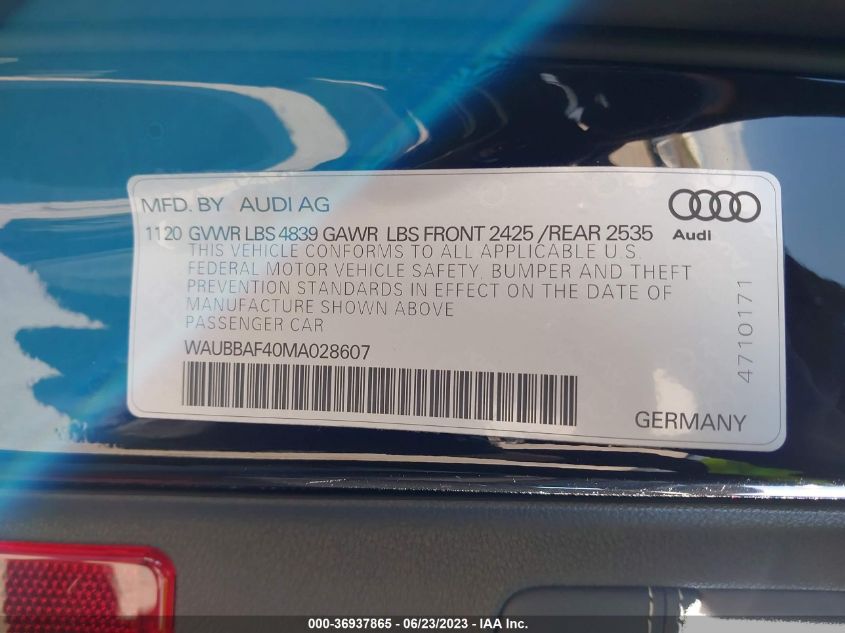 MFD. BY AUDI AG
Audi
1120 GVWR LBS 4839 GAWR LBS FRONT 2425 /REAR 2535
THIS VEHICLE CONFORMS TO ALL APPLICABLE U.S.
FEDERAL MOTOR VEHICLE SAFETY, BUMPER AND THEFT
PREVENTION STANDARDS IN EFFECT ON THE DATE OF
MANUFACTURE SHOWN ABOVE
PASSENGER CAR
WAUBBAF40MA028607
4710171
GERMANY
000-36937865 - 06/23/2023 - IAA Inc.